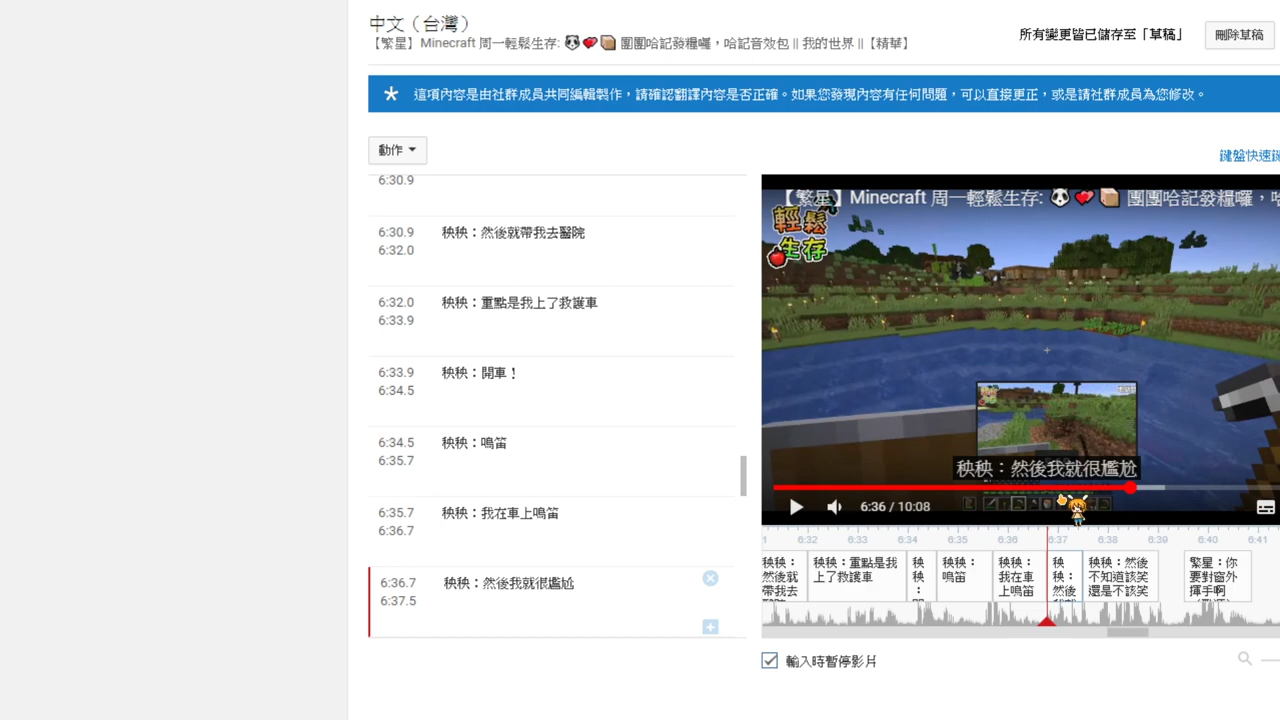 中文（台灣）
【繁星】Minecraft 周一輕鬆生存: 🐼❤️📦 團團哈記發糧囉，哈記音效包 || 我的世界 ||【精華】
所有變更皆已儲存至「草稿」
刪除草稿
* 這項內容是由社群成員共同編輯製作，請確認翻譯內容是否正確。如果您發現內容有任何問題，可以直接更正，或是請社群成員為您修改。
動作
鍵盤快速鍵
6:30.9
6:30.9 秧秧：然後就帶我去醫院
6:32.0
6:32.0 秧秧：重點是我上了救護車
6:33.9
6:33.9 秧秧：開車！
6:34.5
6:34.5 秧秧：鳴笛
6:35.7
6:35.7 秧秧：我在車上鳴笛
6:36.7
6:36.7 秧秧：然後我就很尷尬
6:37.5
【繁星】Minecraft 周一輕鬆生存: 🐼❤️📦 團團哈記發糧囉，
輕鬆
生存
秧秧：然後我就很尷尬
6:36 / 10:08
6:32 6:33 6:34 6:35 6:36 6:37 6:38 6:39 6:40 6:41
秧秧：
然後就
帶我去
秧秧：重點是我
上了救護車
秧
秧
：
秧秧：
鳴笛
秧秧：
我在車
上鳴笛
秧
秧：
然後
秧秧：然後
不知道該笑
還是不該笑
繁星：你
要對窗外
揮手啊
輸入時暫停影片